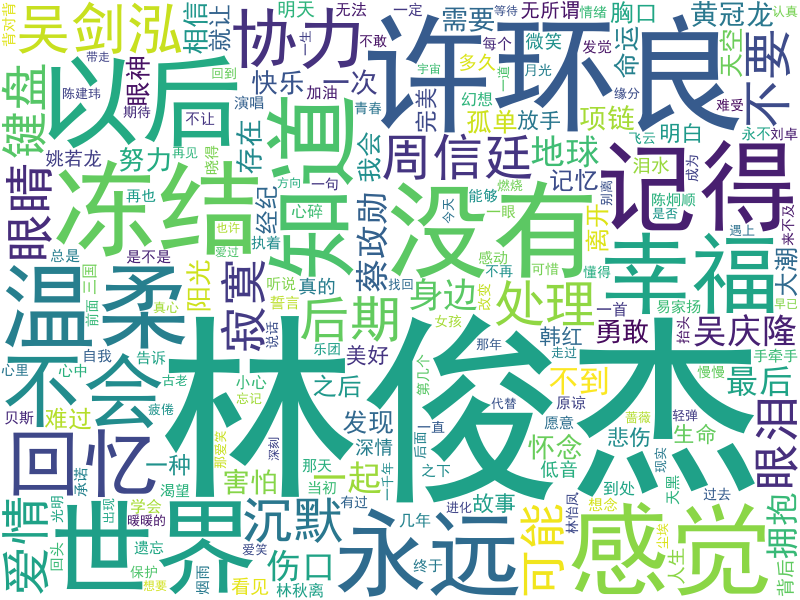 吴剑泓
背对背
带走
无法
一定
等待
情绪
认真
相信
就让
明天
一生
协力
不敢
许环良
需要
无所谓
胸口
黄冠龙
微笑
每个
发觉
命运
天空
不要
多久
键盘
以后
陈建玮
期待
眼神
回到
快乐
一次
宇宙
一遍
月光
缘分
演唱
加油
青春
完美
幻想
难受
不让
知道
孤单
放手
项链
飞云
明白
永不
刘卓
姚若龙
努力
再见
晓得
存在
我会
周信廷
地球
泪水
成为
记得
眼睛
冻结
再也
经纪
方向
一句
燃烧
能够
记忆
别离
陈炯顺
是否
心碎
蔡政勋
没有
一眼
今天
离开
遇上
来不及
也许
爱过
执着
幸福
大潮
总是
是不是
温柔
寂寞
听说
感动
不再
可惜
懂得
阳光
真的
找回
身边
处理
早已
三国
前面
真心
誓言
说话
后期
改变
一首
易家扬
女孩
勇敢
抬头
吴庆隆
乐团
那年
韩红
走过
手牵手
不会
自我
告诉
美好
第几个
心里
心中
古老
小心
之后
林俊杰
代替
原谅
不到
慢慢
最后
疲倦
忘记
贝斯
难过
发现
愿意
蔷薇
轻弹
回忆
那爱笑
深刻
深情
后面
一直
怀念
悲伤
生命
眼泪
现实
承诺
一种
渴望
害怕
那天
当初
一起
一千年
之下
低音
到处
天黑
爱情
光明
世界
出现
学会
有过
沉默
几年
进化
故事
林怡凤
过去
拥抱
暖暖的
爱笑
永远
可能
感觉
尘埃
回头
遗忘
保护
想要
烟雨
看见
伤口
林秋离
终于
人生
背后